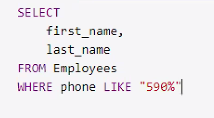 SELECT
first_name,
last_name
FROM Employees
WHERE phone LIKE "590%"